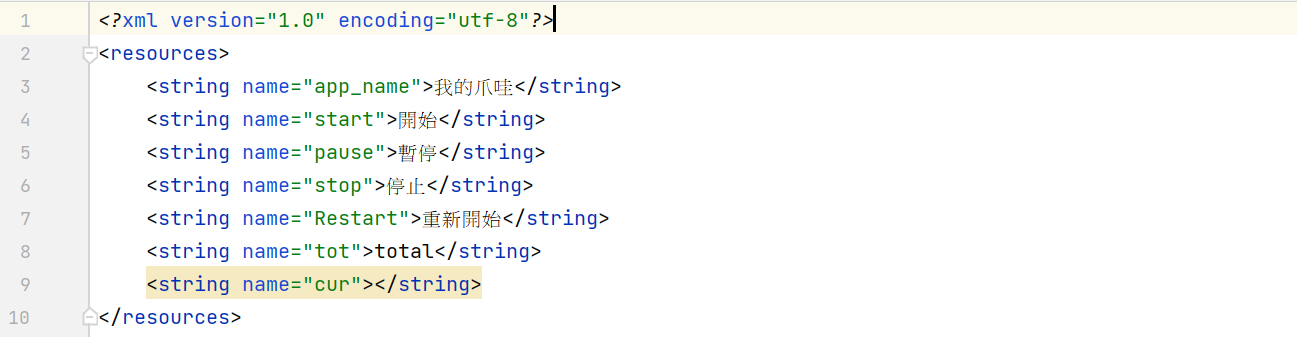 1 <?xml version="1.0" encoding="utf-8"?>
2 <resources>
3 <string name="app_name">我的爪哇</string>
4 <string name="start">開始</string>
5 <string name="pause">暫停</string>
6 <string name="stop">停止</string>
7 <string name="Restart">重新開始</string>
8 <string name="tot">total</string>
9 <string name="cur"></string>
10 </resources>